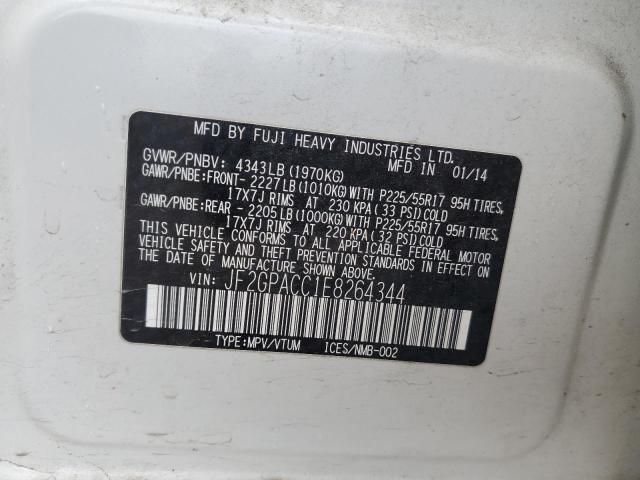 MFD BY FUJI HEAVY INDUSTRIES LTD.
GVWR/PNBV: 4343LB(1970KG) MFD IN 01/14
GAWR/PNBE:FRONT- 2227LB(1010KG)WITH P225/55R17 95H TIRES,
17X7J RIMS AT 230 KPA(33 PSI)COLD
GAWR/PNBE:REAR - 2205LB(1000KG)WITH P225/55R17 95H TIRES,
17X7J RIMS AT 220 KPA(32 PSI)COLD
THIS VEHICLE CONFORMS TO ALL APPLICABLE FEDERAL MOTOR
VEHICLE SAFETY AND THEFT PREVENTION STANDARDS IN EFFECT ON
THE DATE OF MANUFACTURE SHOWN ABOVE.
VIN: JF2GPACC1E8264344
TYPE:MPV/VTUM ICES/NMB-002